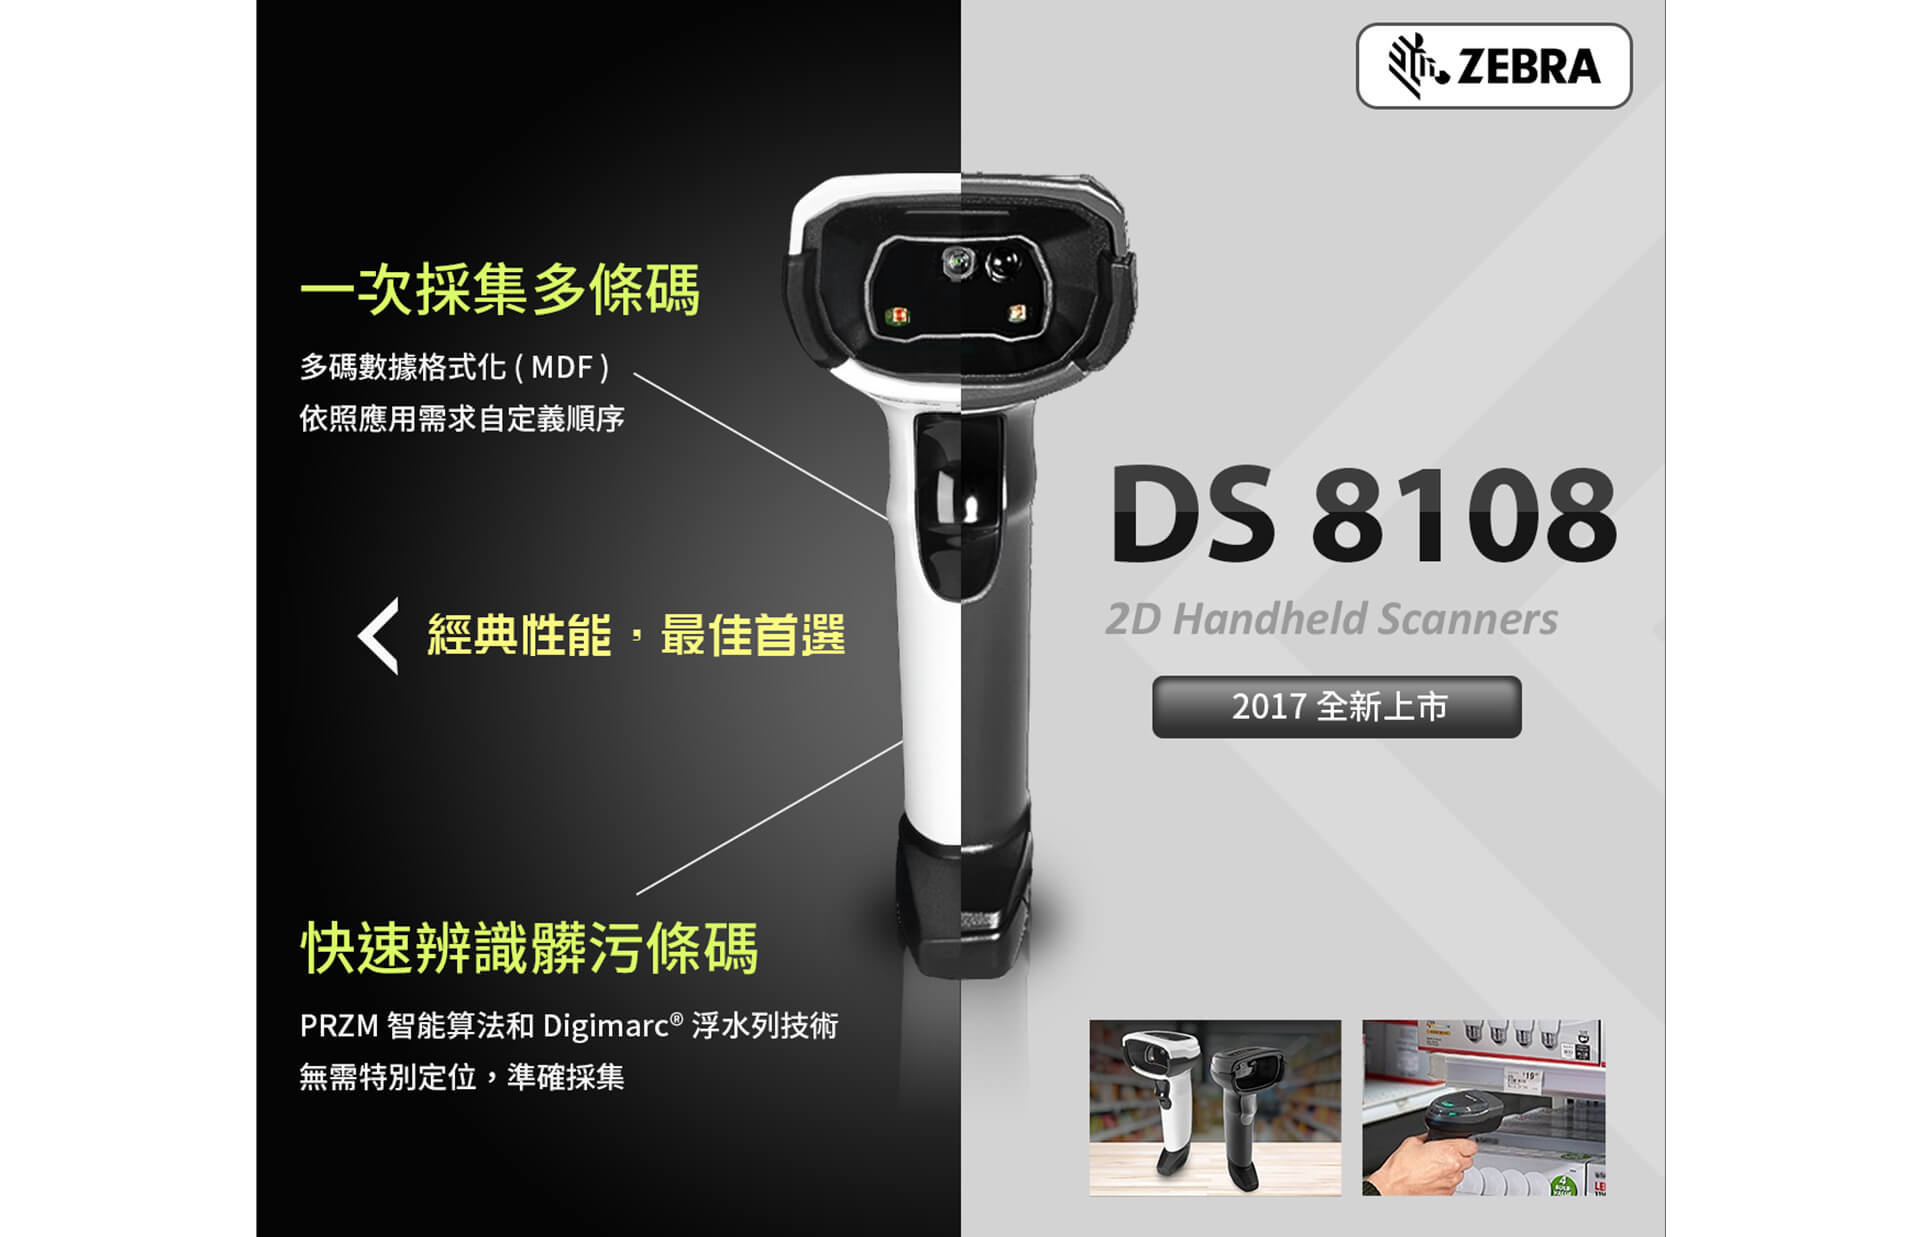 ZEBRA
一次採集多條碼
多碼數據格式化 ( MDF )
依照應用需求自定義順序
DS 8108
2D Handheld Scanners
經典性能，最佳首選
2017 全新上市
快速辨識髒污條碼
PRZM 智能算法和 Digimarc® 浮水列技術
無需特別定位，準確採集